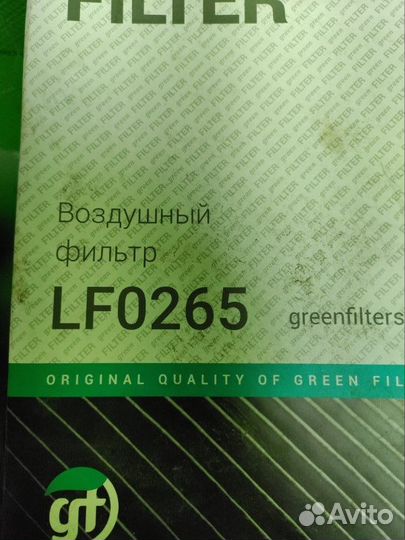 FILTER
Воздушный
фильтр
LF0265
greenfilters
ORIGINAL QUALITY OF GREEN FIL
gf
Avito